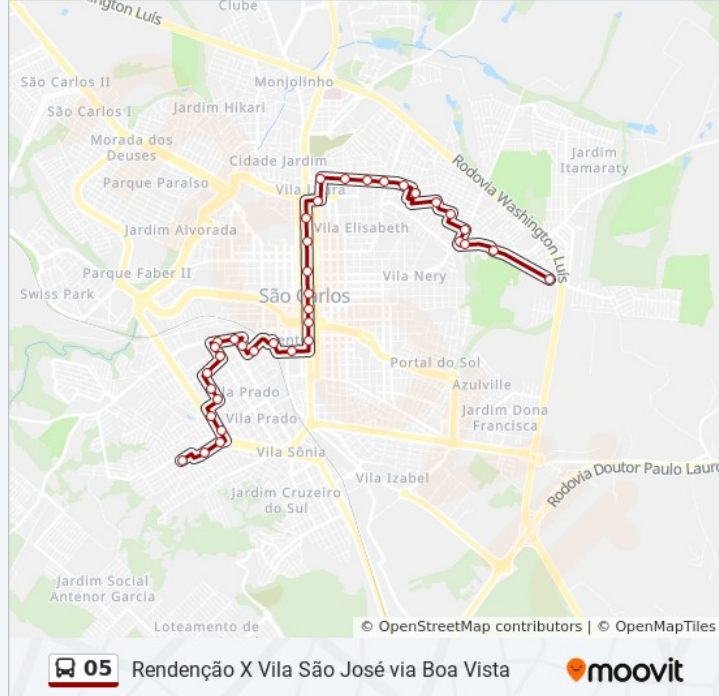 Clube
Washington Luís
São Carlos II
Monjolinho
São Carlos I
Jardim Hikari
Morada dos
Deuses
Cidade Jardim
Rodovia Washington Luís
Jardim
Itamaraty
Parque Paraíso
Vila
Jardim Alvorada
Vila Elisabeth
Parque Faber II
Vila Nery
Swiss Park
São Carlos
Portal do Sol
Vila Prado
Azulville
Vila Prado
Jardim Dona
Francisca
Vila Sônia
Vila Izabel
Rodovia Doutor Paulo Lauro
Jardim Cruzeiro
do Sul
Jardim Social
Antenor Garcia
Loteamento de
© OpenStreetMap contributors | © OpenMapTiles
05 Rendenção X Vila São José via Boa Vista
moovit